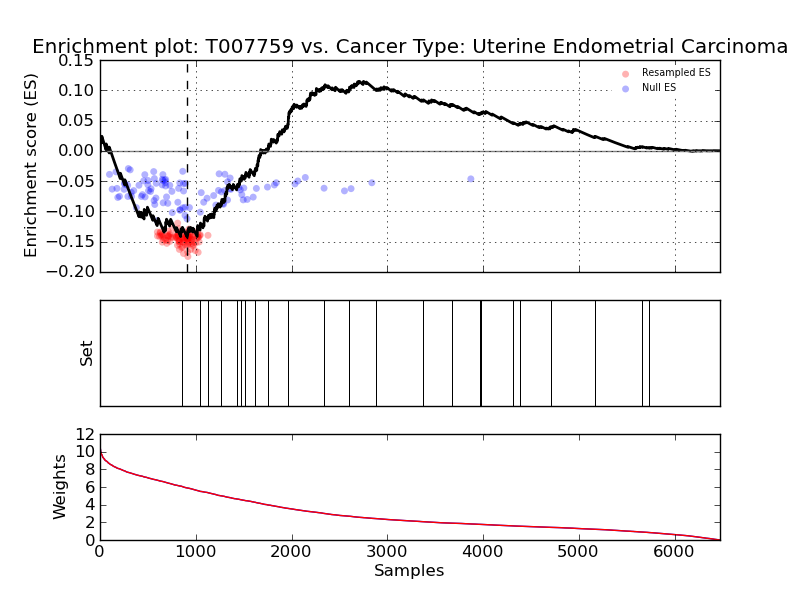 Enrichment plot: T007759 vs. Cancer Type: Uterine Endometrial Carcinoma
0.15
0.10
0.05
0.00
−0.05
−0.10
−0.15
−0.20
Enrichment score (ES)
Resampled ES
Null ES
Set
12
10
8
6
4
2
0
Weights
0 1000 2000 3000 4000 5000 6000
Samples